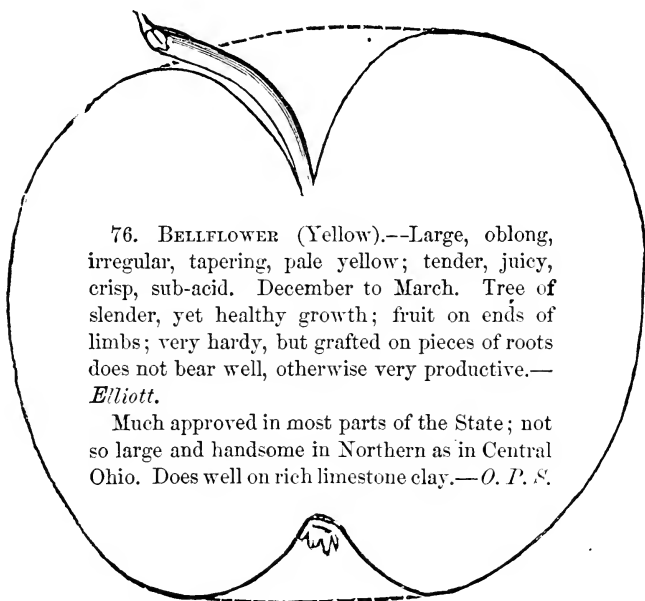 76. BELLFLOWER (Yellow).--Large, oblong,
irregular, tapering, pale yellow; tender, juicy,
crisp, sub-acid. December to March. Tree of
slender, yet healthy growth; fruit on ends of
limbs; very hardy, but grafted on pieces of roots
does not bear well, otherwise very productive.—
Elliott.
Much approved in most parts of the State; not
so large and handsome in Northern as in Central
Ohio. Does well on rich limestone clay.—O. P. S.